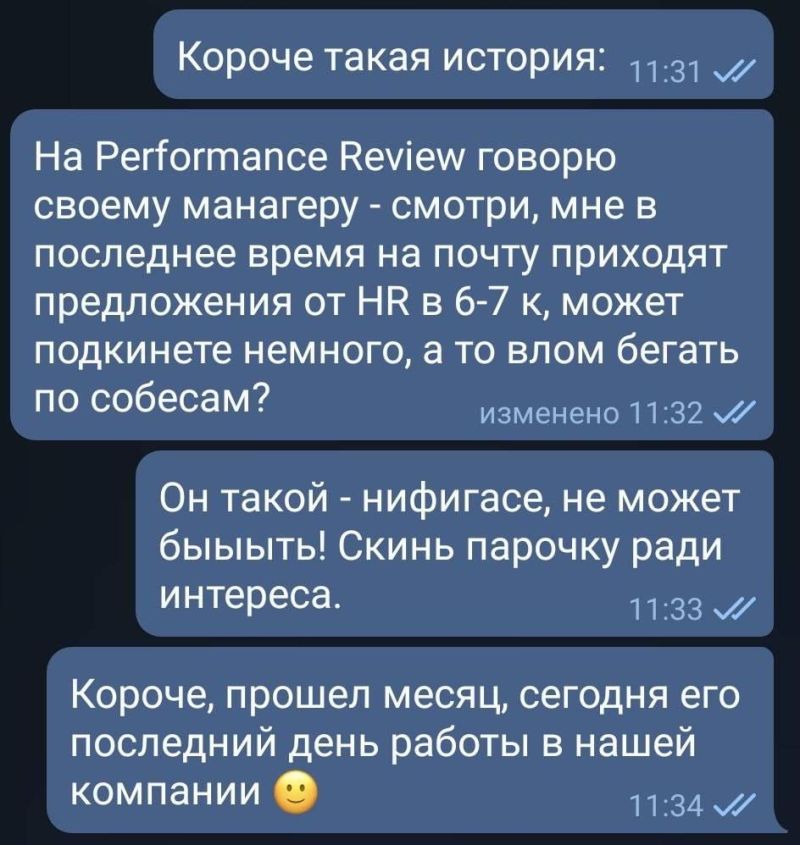 Короче такая история: 11:31
На Performance Review говорю
своему манагеру - смотри, мне в
последнее время на почту приходят
предложения от HR в 6-7 к, может
подкинете немного, а то влом бегать
по собесам?
изменено 11:32
Он такой - нифигасе, не может
быыыть! Скинь парочку ради
интереса.
11:33
Короче, прошел месяц, сегодня его
последний день работы в нашей
компании 🙂
11:34